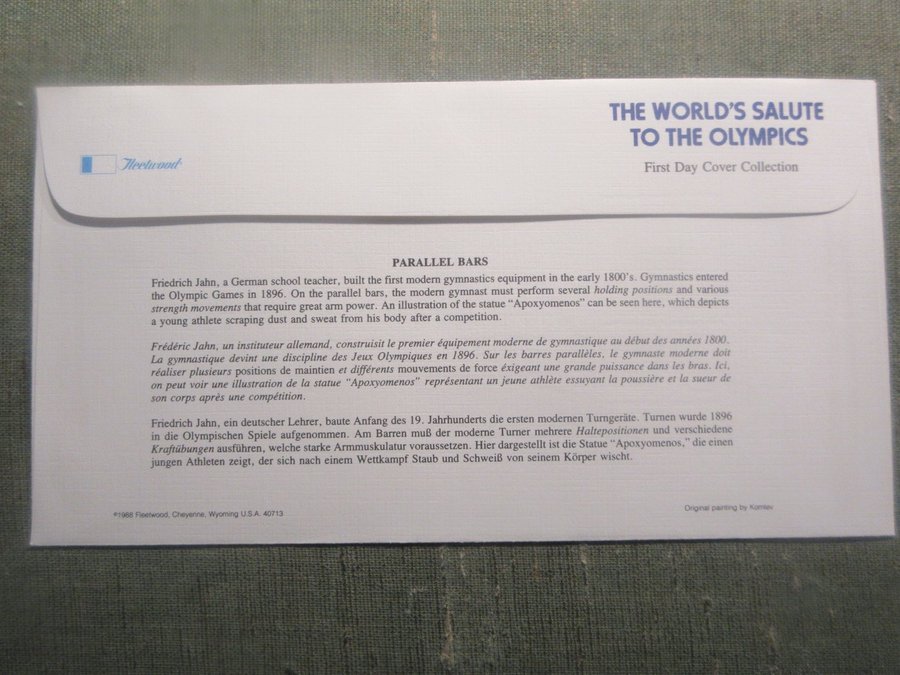 THE WORLD'S SALUTE
TO THE OLYMPICS
Fleetwood
First Day Cover Collection
PARALLEL BARS
Friedrich Jahn, a German school teacher, built the first modern gymnastics equipment in the early 1800's. Gymnastics entered
the Olympic Games in 1896. On the parallel bars, the modern gymnast must perform several holding positions and various
strength movements that require great arm power. An illustration of the statue "Apoxyomenos" can be seen here, which depicts
a young athlete scraping dust and sweat from his body after a competition.
Frédéric Jahn, un instituteur allemand, construisit le premier équipement moderne de gymnastique au début des années 1800.
La gymnastique devint une discipline des Jeux Olympiques en 1896. Sur les barres parallèles, le gymnaste moderne doit
réaliser plusieurs positions de maintien et différents mouvements de force éxigeant une grande puissance dans les bras. Ici,
on peut voir une illustration de la statue "Apoxyomenos" représentant un jeune athlète essuyant la poussière et la sueur de
son corps après une compétition.
Friedrich Jahn, ein deutscher Lehrer, baute Anfang des 19. Jahrhunderts die ersten modernen Turngeräte. Turnen wurde 1896
in die Olympischen Spiele aufgenommen. Am Barren muß der moderne Turner mehrere Haltepositionen und verschiedene
Kraftübungen ausführen, welche starke Armmuskulatur voraussetzen. Hier dargestellt ist die Statue "Apoxyomenos," die einen
jungen Athleten zeigt, der sich nach einem Wettkampf Staub und Schweiß von seinem Körper wischt.
©1988 Fleetwood, Cheyenne, Wyoming U.S.A. 40713
Original painting by Komlev